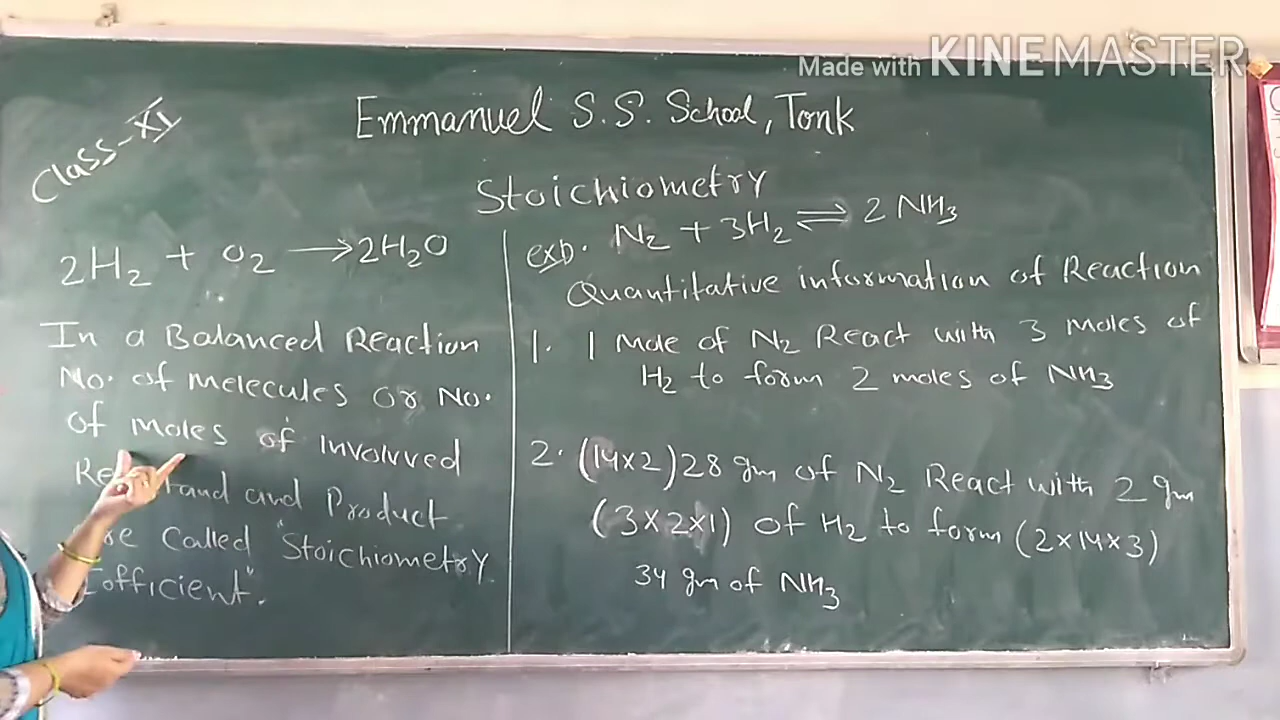 Made with KINEMASTER
Emmanuel S.S. School, Tonk
Class-XI
Stoichiometry
2H₂ + O₂ → 2H₂O
In a Balanced Reaction
No. of melecules or No.
of moles of involved
and and Product
Called "Stoichiometry
Cofficient".
exp. N₂ + 3H₂ ⇌ 2 NH₃
Quantitative information of Reaction
1. 1 Mole of N₂ React with 3 moles of
H₂ to form 2 moles of NH₃
2. (14×2) 28 gm of N₂ React with 2 gm
(3×2×1) of H₂ to form (2×14×3)
34 gm of NH₃